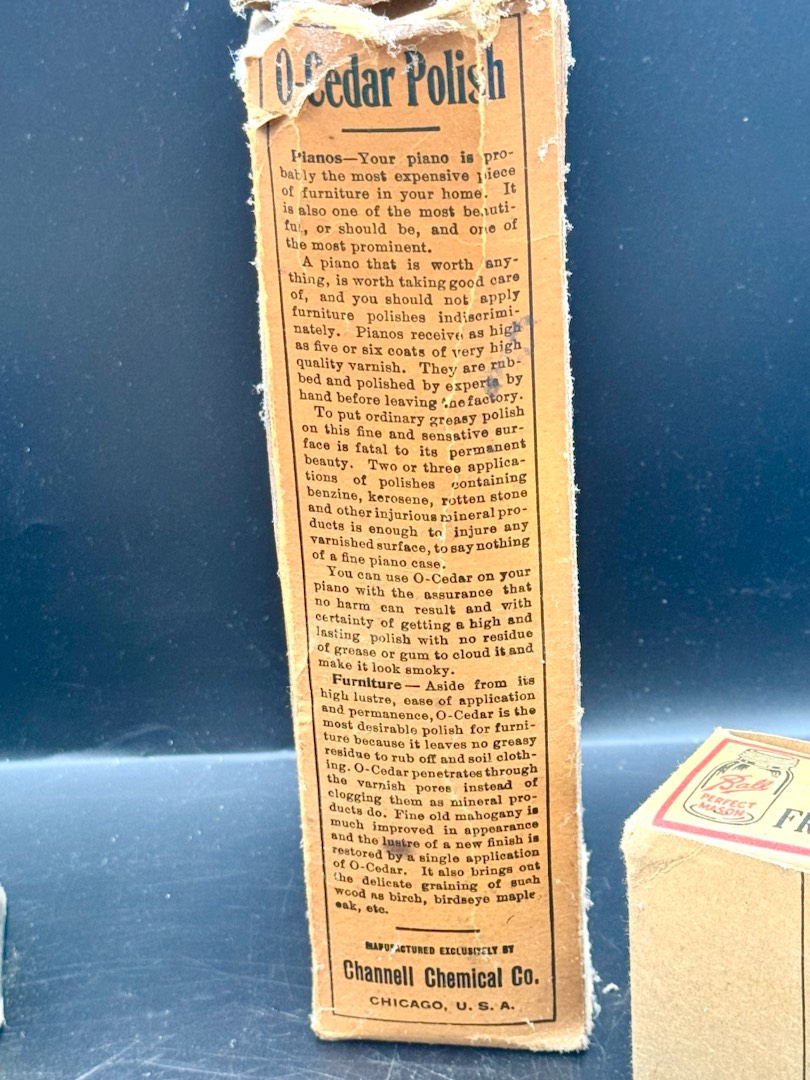 O-Cedar Polish
Pianos—Your piano is pro-
bably the most expensive piece
of furniture in your home. It
is also one of the most beauti-
ful, or should be, and one of
the most prominent.
A piano that is worth any-
thing, is worth taking good care
of, and you should not apply
furniture polishes indiscrimi-
nately. Pianos receive as high
as five or six coats of very high
quality varnish. They are rub-
bed and polished by experts by
hand before leaving the factory.
To put ordinary greasy polish
on this fine and sensative sur-
face is fatal to its permanent
beauty. Two or three applica-
tions of polishes containing
benzine, kerosene, rotten stone
and other injurious mineral pro-
ducts is enough to injure any
varnished surface, to say nothing
of a fine piano case.
You can use O-Cedar on your
piano with the assurance that
no harm can result and with
certainty of getting a high and
lasting polish with no residue
of grease or gum to cloud it and
make it look smoky.
Furniture — Aside from its
high lustre, ease of application
and permanence, O-Cedar is the
most desirable polish for furni-
ture because it leaves no greasy
residue to rub off and soil cloth-
ing. O-Cedar penetrates through
the varnish pores instead of
clogging them as mineral pro-
ducts do. Fine old mahogany is
much improved in appearance
and the lustre of a new finish is
restored by a single application
of O-Cedar. It also brings out
the delicate graining of such
wood as birch, birdseye maple
oak, etc.
MANUFACTURED EXCLUSIVELY BY
Channell Chemical Co.
CHICAGO, U. S. A.
Ball
PERFECT
MASON
FR